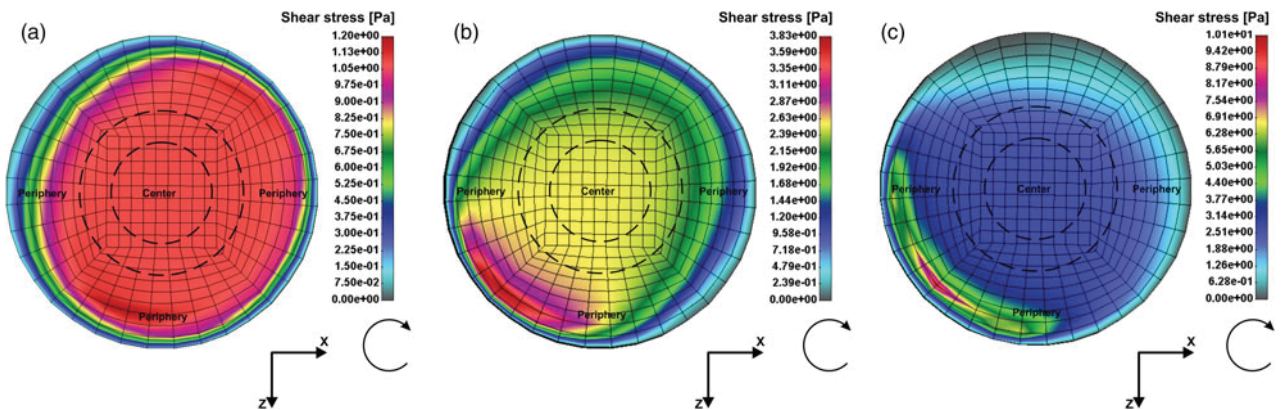 (a)
Shear stress [Pa]
1.20e+00
1.13e+00
1.05e+00
9.75e-01
9.00e-01
8.25e-01
7.50e-01
6.75e-01
6.00e-01
5.25e-01
4.50e-01
3.75e-01
3.00e-01
2.25e-01
1.50e-01
7.50e-02
0.00e+00
Periphery
Center
Periphery
Periphery
X
Z
(b)
Shear stress [Pa]
3.83e+00
3.59e+00
3.35e+00
3.11e+00
2.87e+00
2.63e+00
2.39e+00
2.15e+00
1.92e+00
1.68e+00
1.44e+00
1.20e+00
9.58e-01
7.18e-01
4.79e-01
2.39e-01
0.00e+00
Periphery
Center
Periphery
Periphery
X
Z
(c)
Shear stress [Pa]
1.01e+01
9.42e+00
8.79e+00
8.17e+00
7.54e+00
6.91e+00
6.28e+00
5.65e+00
5.03e+00
4.40e+00
3.77e+00
3.14e+00
2.51e+00
1.88e+00
1.26e+00
6.28e-01
0.00e+00
Periphery
Center
Periphery
Periphery
X
Z